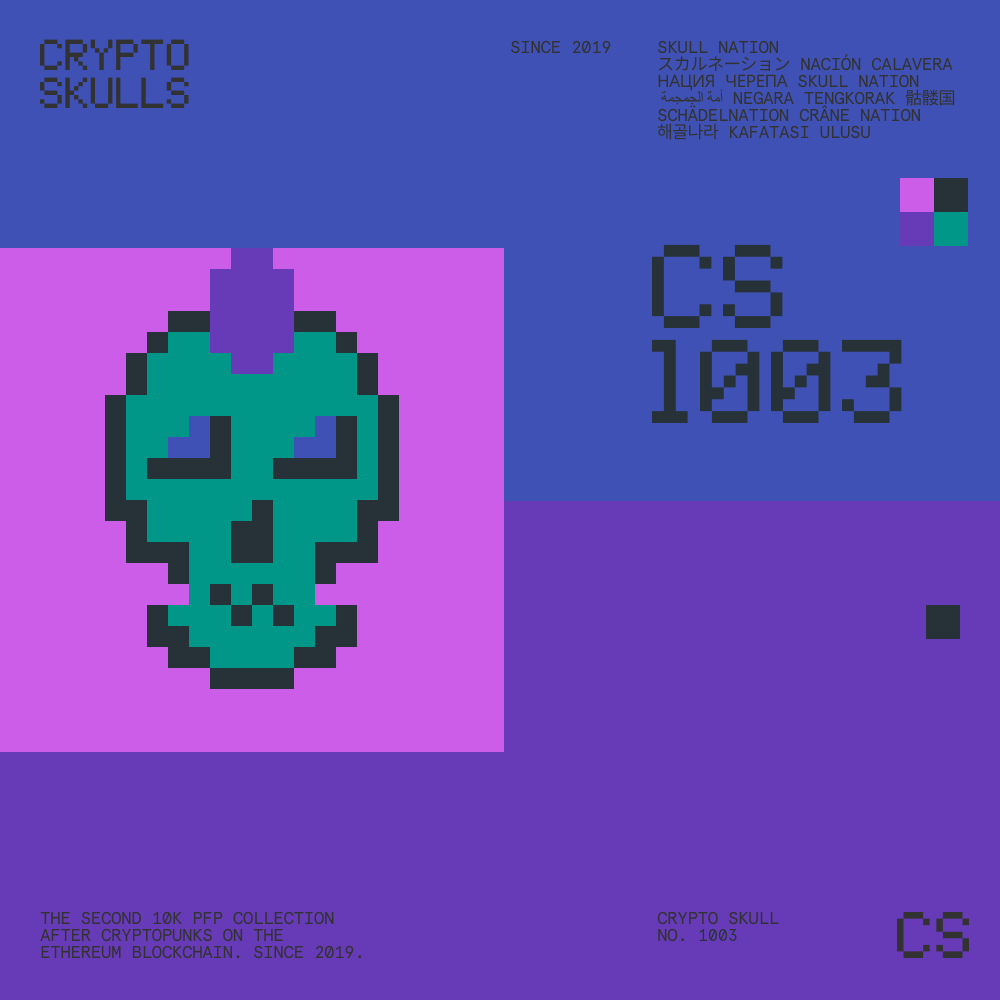 CRYPTO
SKULLS
SINCE 2019
SKULL NATION
スカルネーション NACIÓN CALAVERA
НАЦИЯ ЧЕРЕПА SKULL NATION
أمة الجمجمة NEGARA TENGKORAK 骷髅国
SCHÄDELNATION CRÂNE NATION
해골나라 KAFATASI ULUSU
CS
1003
THE SECOND 10K PFP COLLECTION
AFTER CRYPTOPUNKS ON THE
ETHEREUM BLOCKCHAIN. SINCE 2019.
CRYPTO SKULL
NO. 1003
CS